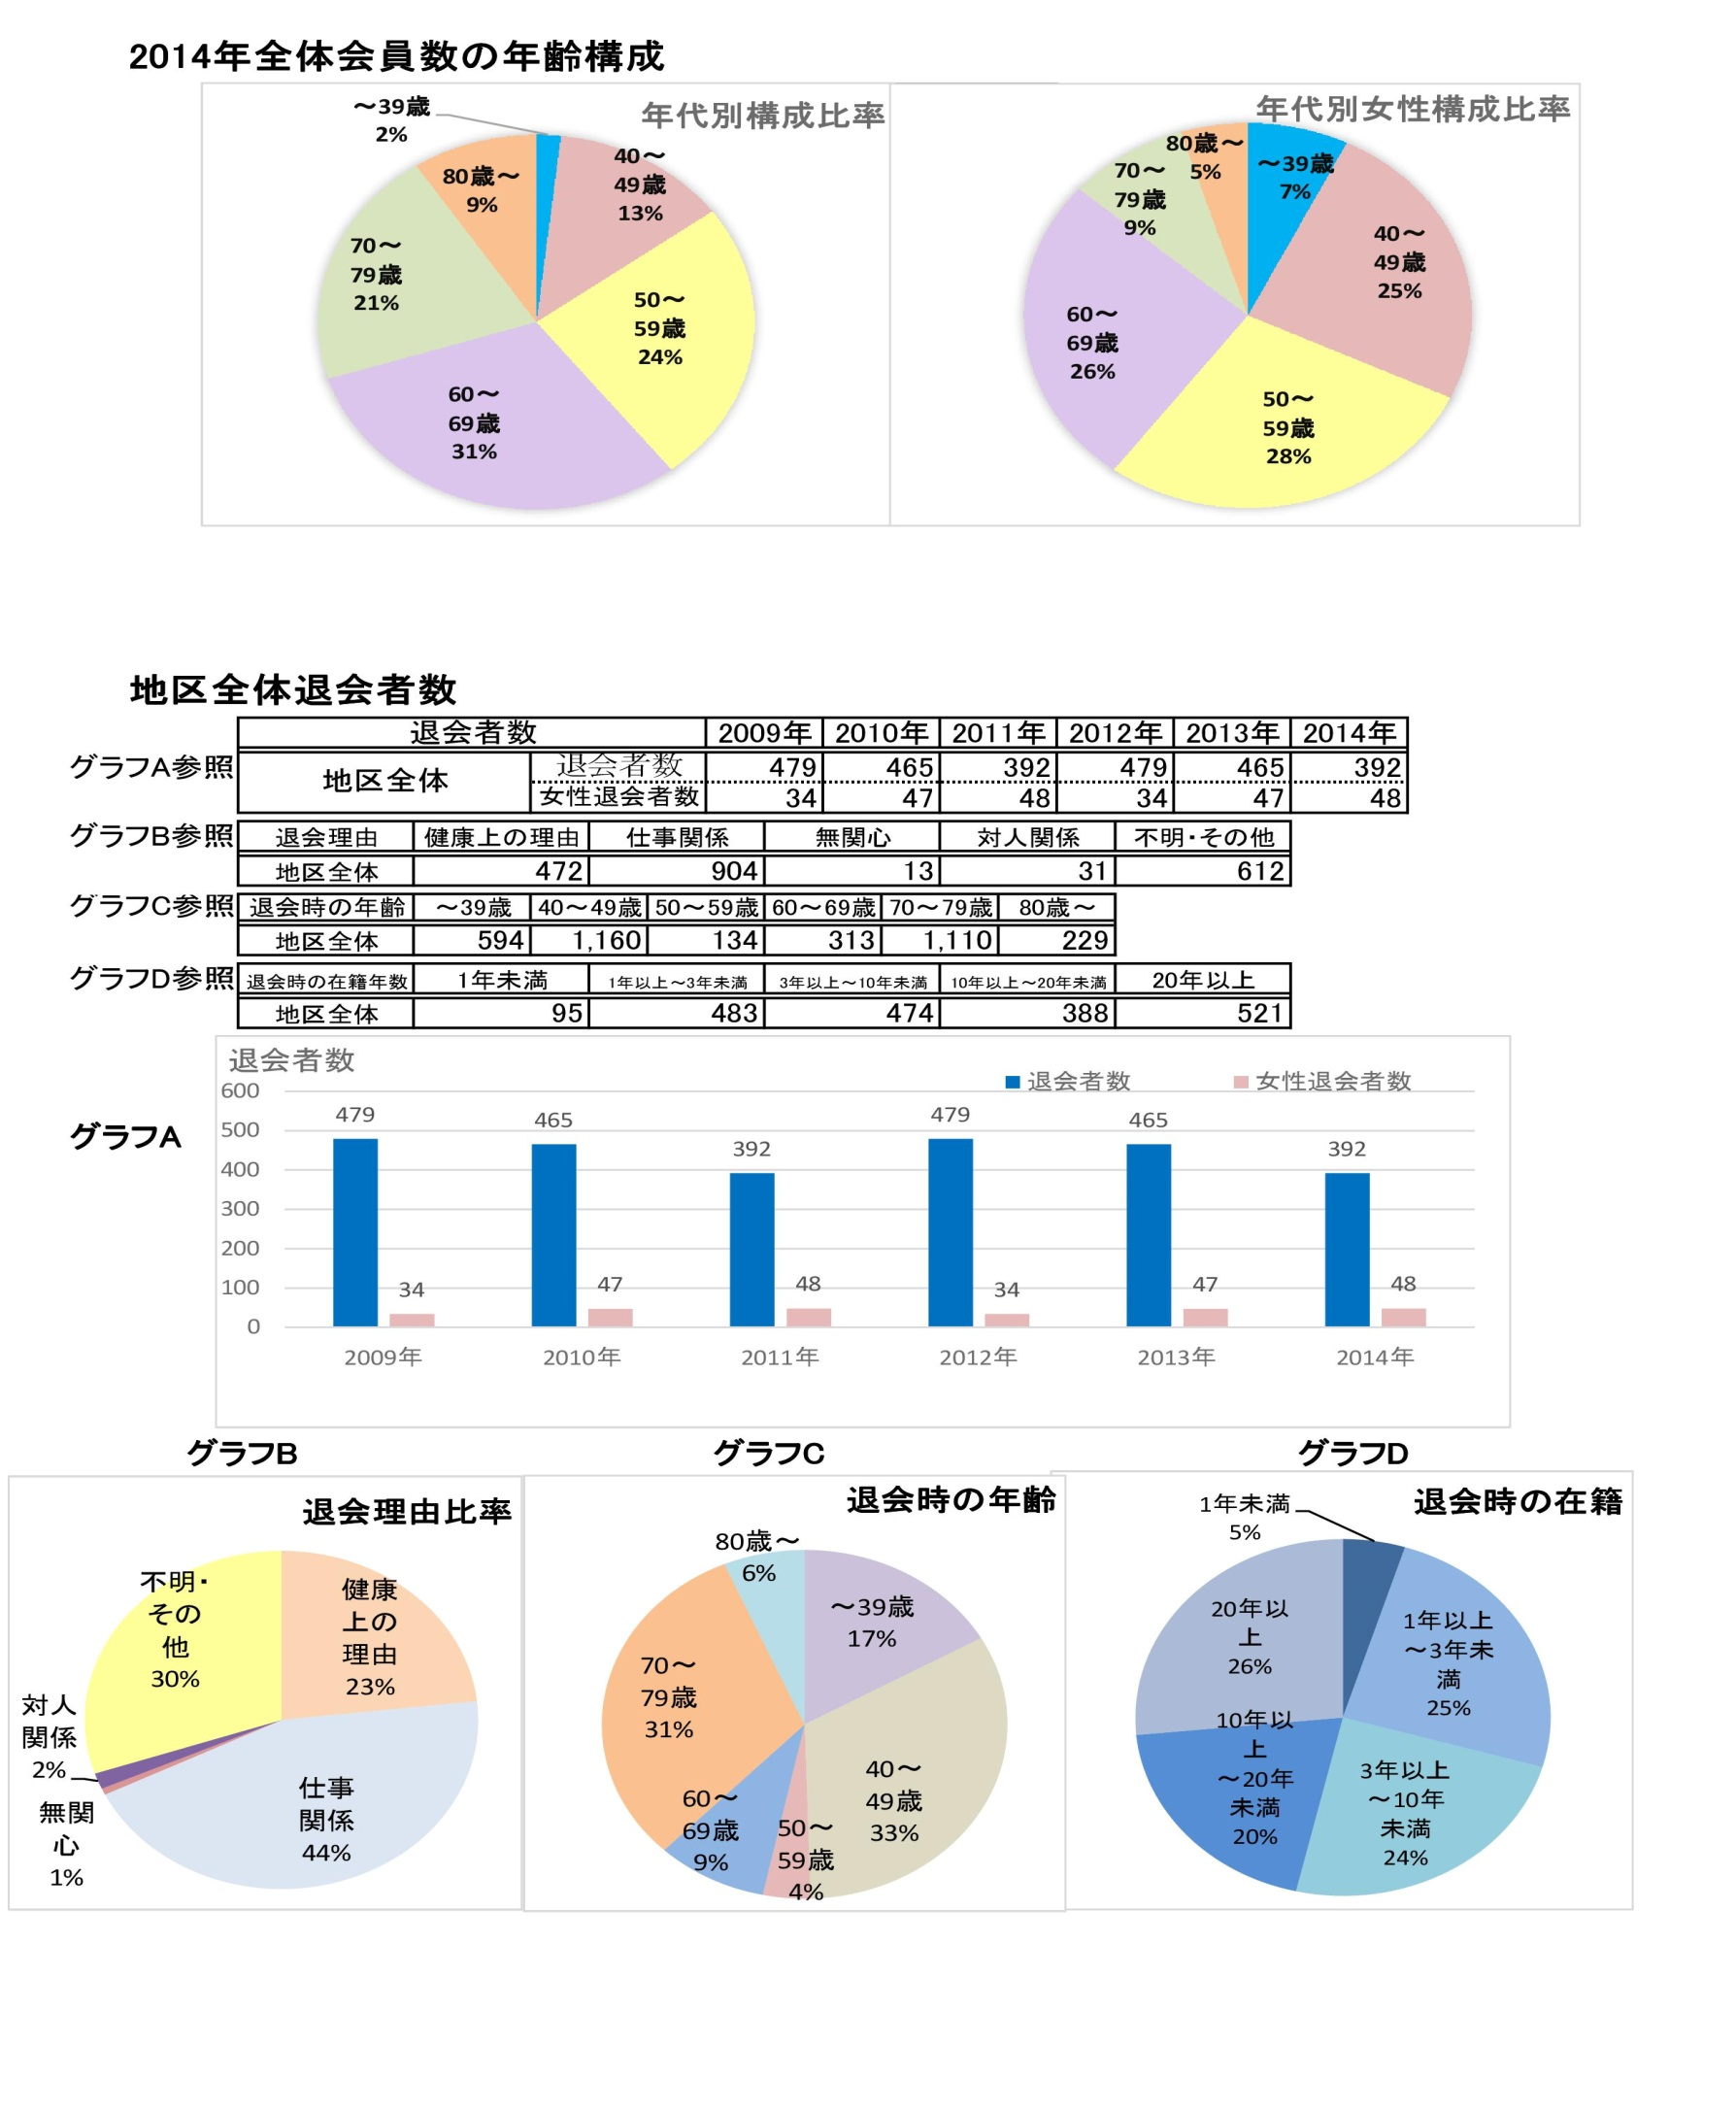 2014年全体会員数の年齢構成
年代別構成比率
～39歳
2%
40～
49歳
13%
50～
59歳
24%
60～
69歳
31%
70～
79歳
21%
80歳～
9%
年代別女性構成比率
～39歳
7%
40～
49歳
25%
50～
59歳
28%
60～
69歳
26%
70～
79歳
9%
80歳～
5%
地区全体退会者数
退会者数 2009年 2010年 2011年 2012年 2013年 2014年
グラフA参照 地区全体 退会者数 479 465 392 479 465 392
女性退会者数 34 47 48 34 47 48
グラフB参照 退会理由 健康上の理由 仕事関係 無関心 対人関係 不明・その他
地区全体 472 904 13 31 612
グラフC参照 退会時の年齢 ～39歳 40～49歳 50～59歳 60～69歳 70～79歳 80歳～
地区全体 594 1,160 134 313 1,110 229
グラフD参照 退会時の在籍年数 1年未満 1年以上～3年未満 3年以上～10年未満 10年以上～20年未満 20年以上
地区全体 95 483 474 388 521
グラフA
退会者数
退会者数 女性退会者数
600
500
400
300
200
100
0
479 465 392 479 465 392
34 47 48 34 47 48
2009年 2010年 2011年 2012年 2013年 2014年
グラフB
退会理由比率
健康
上の
理由
23%
仕事
関係
44%
無関
心
1%
対人
関係
2%
不明・
その
他
30%
グラフC
退会時の年齢
～39歳
17%
40～
49歳
33%
50～
59歳
4%
60～
69歳
9%
70～
79歳
31%
80歳～
6%
グラフD
退会時の在籍
1年未満
5%
1年以上
～3年未
満
25%
3年以上
～10年
未満
24%
10年以
上
～20年
未満
20%
20年以
上
26%